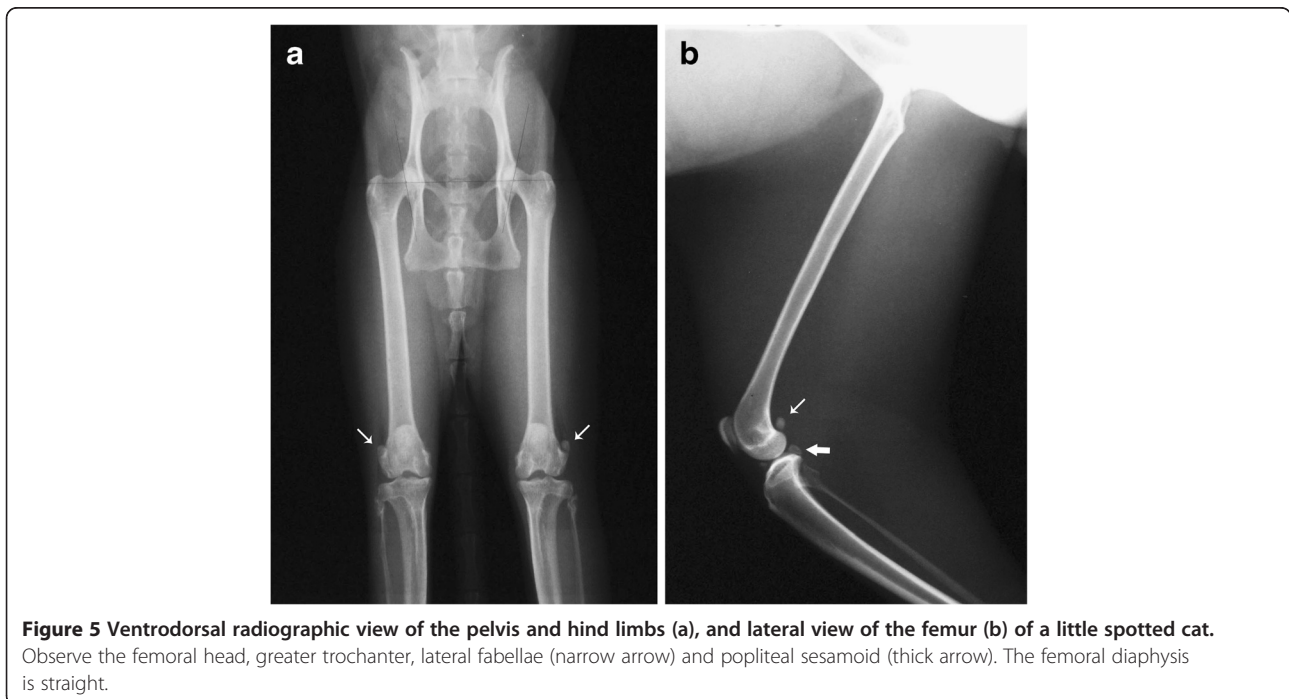 a
b
Figure 5 Ventrodorsal radiographic view of the pelvis and hind limbs (a), and lateral view of the femur (b) of a little spotted cat.
Observe the femoral head, greater trochanter, lateral fabellae (narrow arrow) and popliteal sesamoid (thick arrow). The femoral diaphysis
is straight.